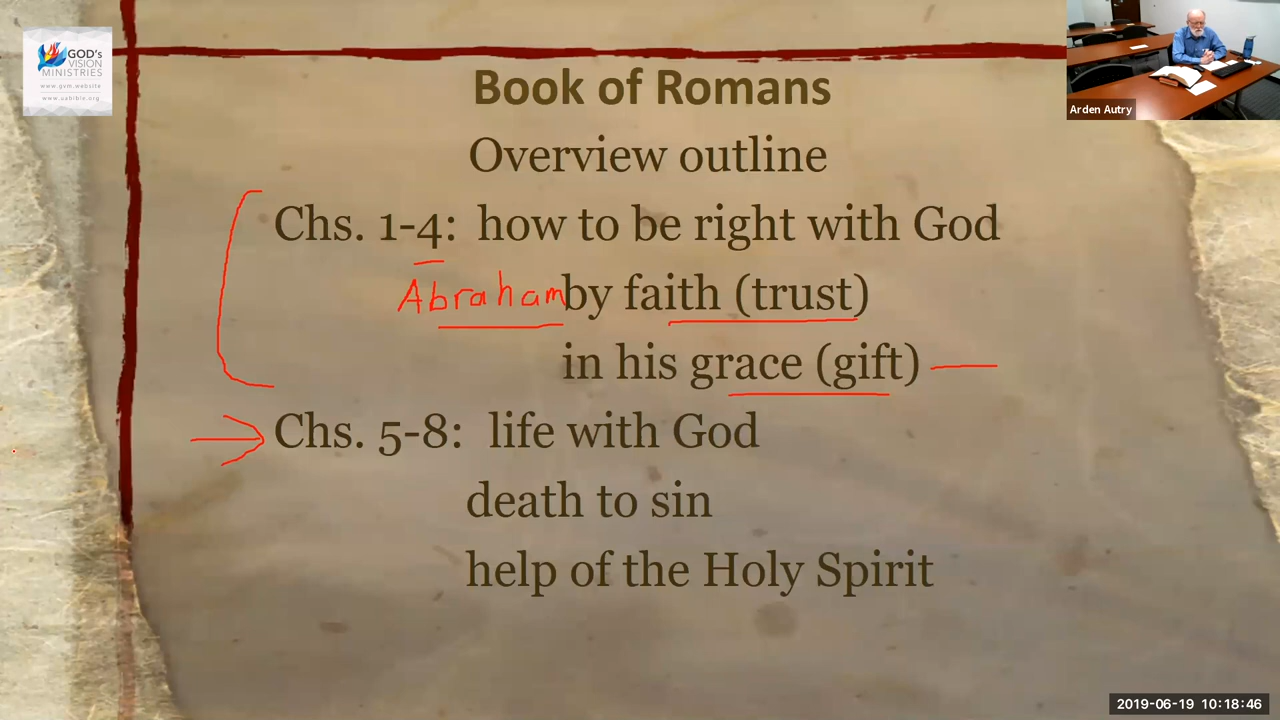 GOD's
VISION
MINISTRIES
www.gvm.website
www.uabible.org
Arden Autry
Book of Romans
Overview outline
Chs. 1-4: how to be right with God
Abraham by faith (trust)
in his grace (gift)
Chs. 5-8: life with God
death to sin
help of the Holy Spirit
2019-06-19 10:18:46